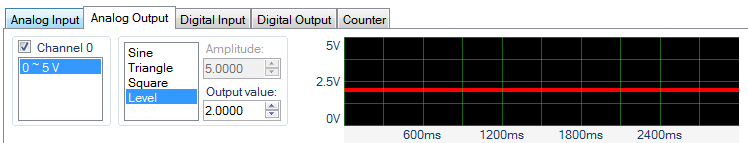 Analog Input Analog Output Digital Input Digital Output Counter
Channel 0
0 ~ 5 V
Sine
Triangle
Square
Level
Amplitude:
5.0000
Output value:
2.0000
5V
2.5V
0V
600ms 1200ms 1800ms 2400ms